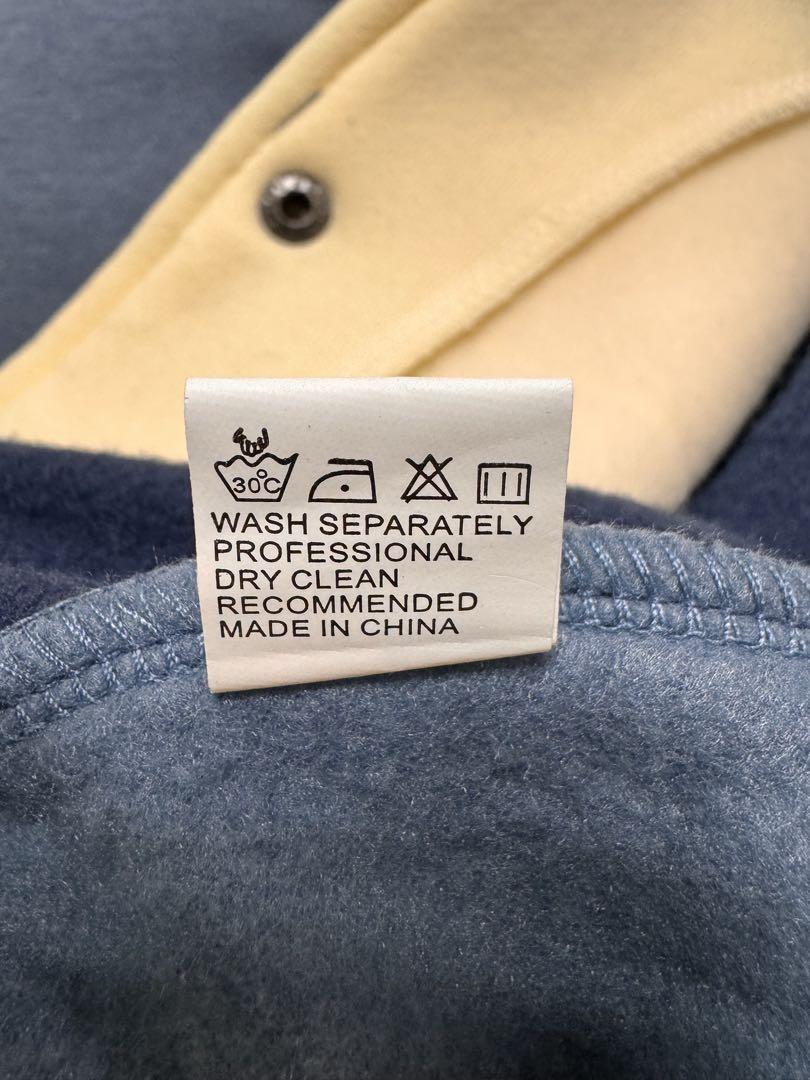 30°C
WASH SEPARATELY
PROFESSIONAL
DRY CLEAN
RECOMMENDED
MADE IN CHINA